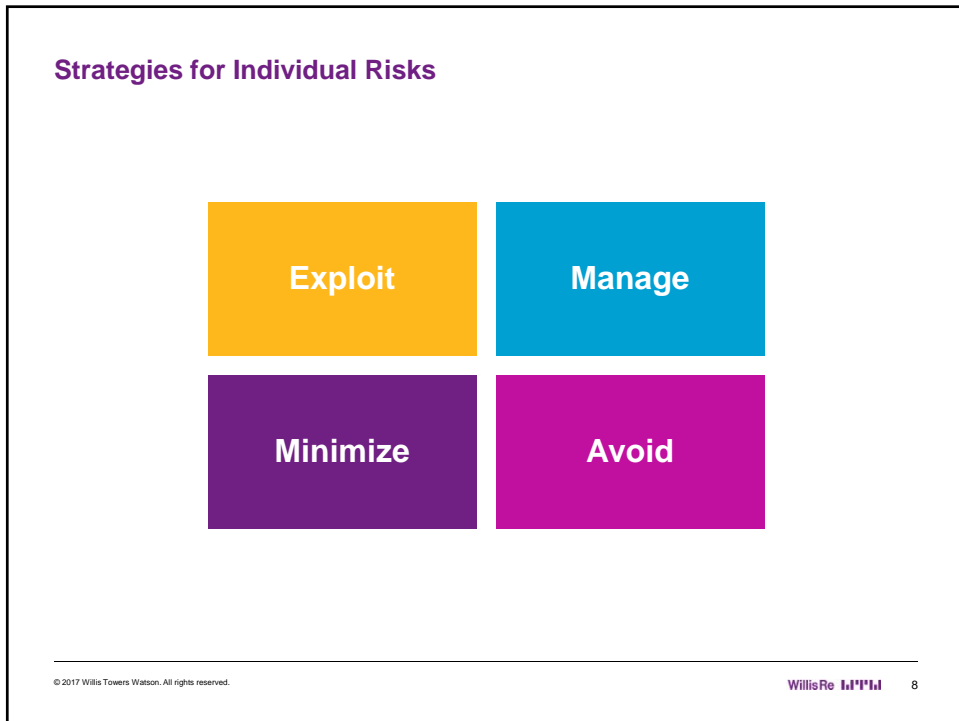 Strategies for Individual Risks
Exploit
Manage
Minimize
Avoid
© 2017 Willis Towers Watson. All rights reserved.
WillisRe
8